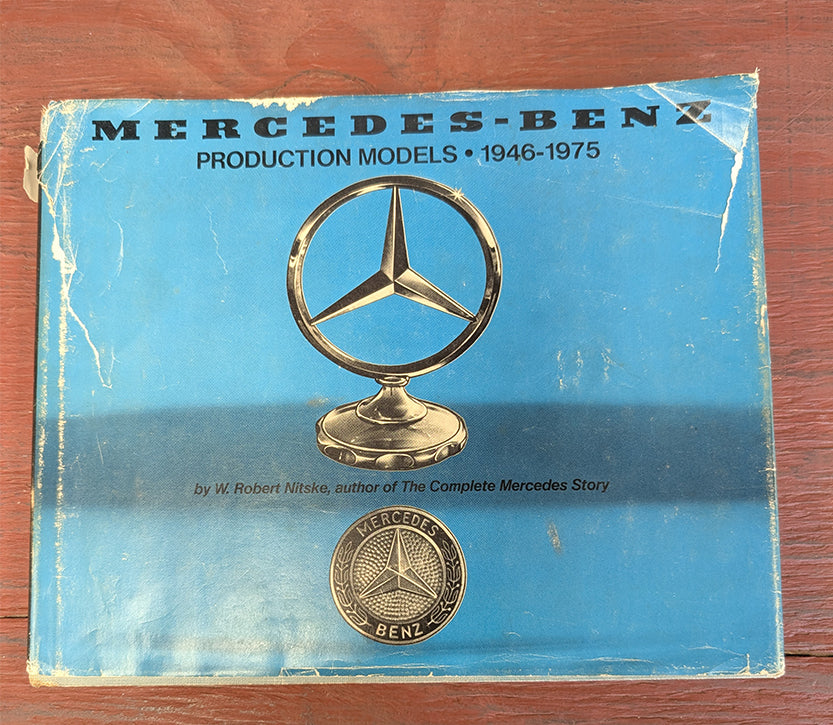 MERCEDES-BENZ
PRODUCTION MODELS • 1946-1975
by W. Robert Nitske, author of The Complete Mercedes Story
MERCEDES
BENZ